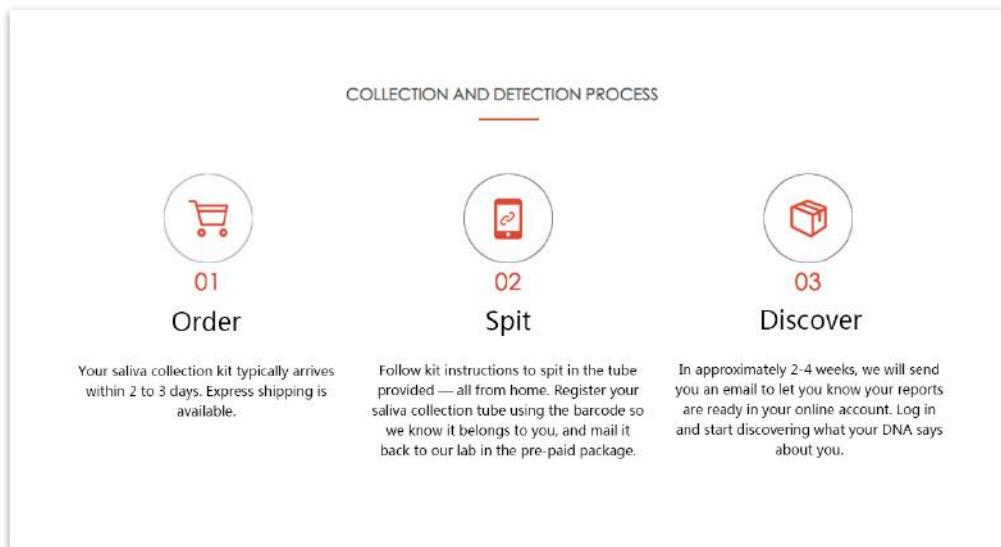 COLLECTION AND DETECTION PROCESS
01
Order
Your saliva collection kit typically arrives
within 2 to 3 days. Express shipping is
available.
02
Spit
Follow kit instructions to spit in the tube
provided — all from home. Register your
saliva collection tube using the barcode so
we know it belongs to you, and mail it
back to our lab in the pre-paid package.
03
Discover
In approximately 2-4 weeks, we will send
you an email to let you know your reports
are ready in your online account. Log in
and start discovering what your DNA says
about you.